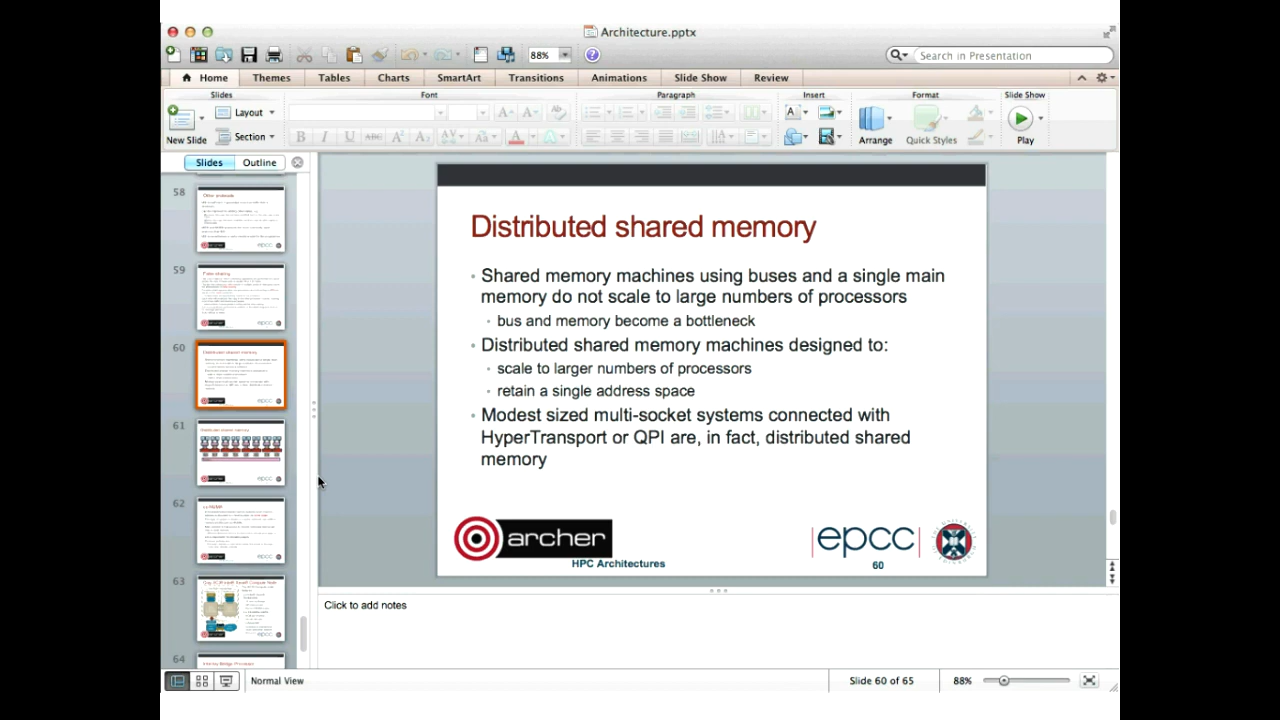 Architecture.pptx
88%
Search in Presentation
Home Themes Tables Charts SmartArt Transitions Animations Slide Show Review
Slides Font Paragraph Insert Format Slide Show
New Slide Layout Section
B I U ABC A A AV Aa A A
Arrange Quick Styles Play
Slides Outline
58
59
60
61
62
63
64
Distributed shared memory
Shared memory machines using buses and a single main
memory do not scale to large numbers of processors
bus and memory become a bottleneck
Distributed shared memory machines designed to:
scale to larger numbers of processors
retain a single address space
Modest sized multi-socket systems connected with
HyperTransport or QPI are, in fact, distributed shared
memory
archer
epcc
HPC Architectures
60
Click to add notes
Normal View
Slide 60 of 65
88%